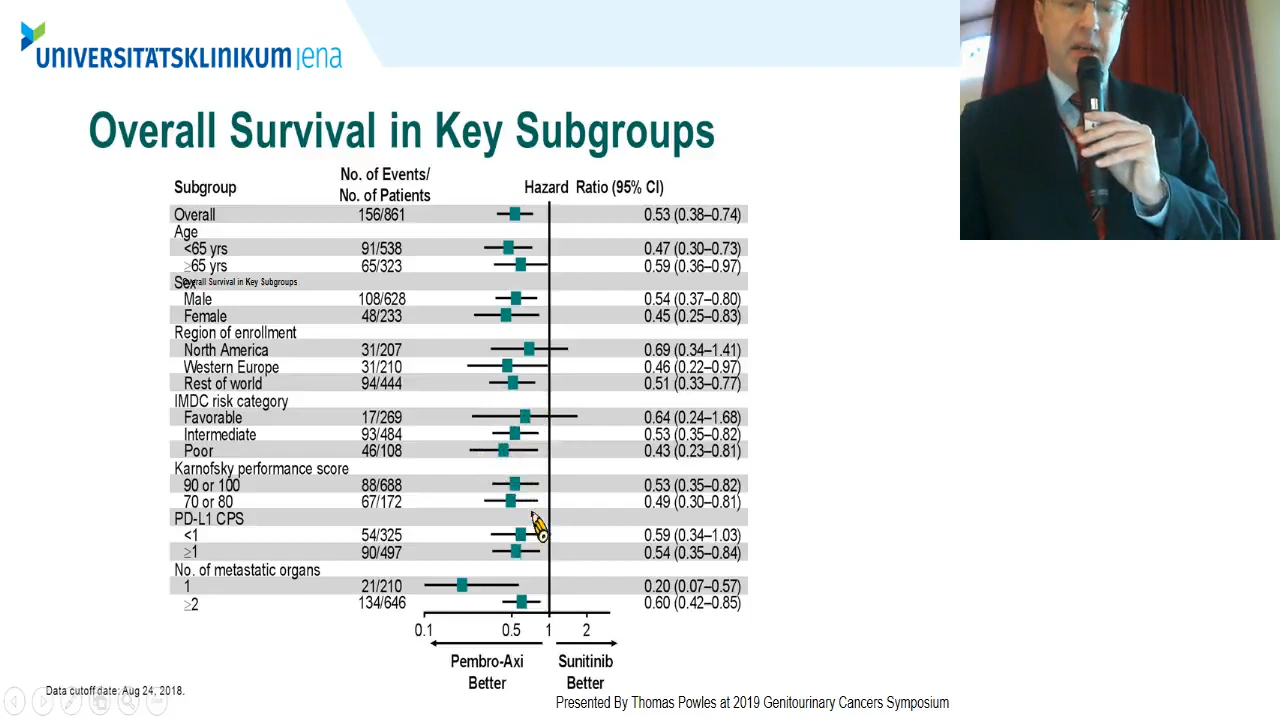 UNIVERSITÄTSKLINIKUM jena
Overall Survival in Key Subgroups
No. of Events/
Subgroup No. of Patients Hazard Ratio (95% CI)
Overall 156/861 0.53 (0.38–0.74)
Age
<65 yrs 91/538 0.47 (0.30–0.73)
≥65 yrs 65/323 0.59 (0.36–0.97)
Sex Overall Survival in Key Subgroups
Male 108/628 0.54 (0.37–0.80)
Female 48/233 0.45 (0.25–0.83)
Region of enrollment
North America 31/207 0.69 (0.34–1.41)
Western Europe 31/210 0.46 (0.22–0.97)
Rest of world 94/444 0.51 (0.33–0.77)
IMDC risk category
Favorable 17/269 0.64 (0.24–1.68)
Intermediate 93/484 0.53 (0.35–0.82)
Poor 46/108 0.43 (0.23–0.81)
Karnofsky performance score
90 or 100 88/688 0.53 (0.35–0.82)
70 or 80 67/172 0.49 (0.30–0.81)
PD-L1 CPS
<1 54/325 0.59 (0.34–1.03)
≥1 90/497 0.54 (0.35–0.84)
No. of metastatic organs
1 21/210 0.20 (0.07–0.57)
≥2 134/646 0.60 (0.42–0.85)
0.1 0.5 1 2
Pembro-Axi Sunitinib
Better Better
Data cutoff date: Aug 24, 2018.
Presented By Thomas Powles at 2019 Genitourinary Cancers Symposium